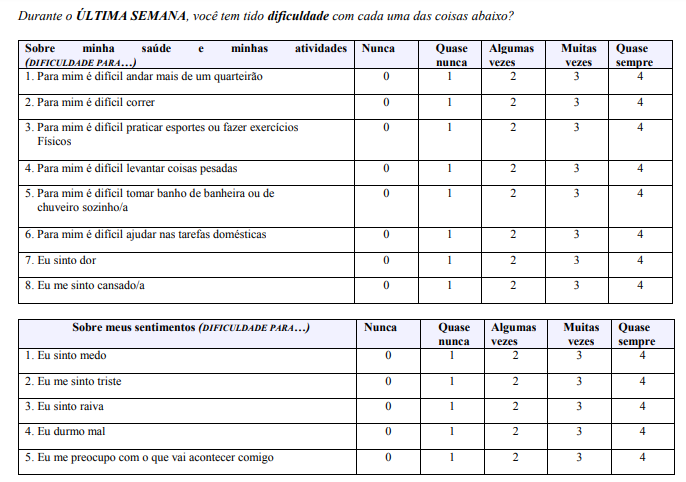 Durante o ÚLTIMA SEMANA, você tem tido dificuldade com cada uma das coisas abaixo?
Sobre minha saúde e minhas atividades (DIFICULDADE PARA…) Nunca Quase nunca Algumas vezes Muitas vezes Quase sempre
1. Para mim é difícil andar mais de um quarteirão 0 1 2 3 4
2. Para mim é difícil correr 0 1 2 3 4
3. Para mim é difícil praticar esportes ou fazer exercícios 0 1 2 3 4
Físicos
4. Para mim é difícil levantar coisas pesadas 0 1 2 3 4
5. Para mim é difícil tomar banho de banheira ou de 0 1 2 3 4
chuveiro sozinho/a
6. Para mim é difícil ajudar nas tarefas domésticas 0 1 2 3 4
7. Eu sinto dor 0 1 2 3 4
8. Eu me sinto cansado/a 0 1 2 3 4
Sobre meus sentimentos (DIFICULDADE PARA…) Nunca Quase nunca Algumas vezes Muitas vezes Quase sempre
1. Eu sinto medo 0 1 2 3 4
2. Eu me sinto triste 0 1 2 3 4
3. Eu sinto raiva 0 1 2 3 4
4. Eu durmo mal 0 1 2 3 4
5. Eu me preocupo com o que vai acontecer comigo 0 1 2 3 4